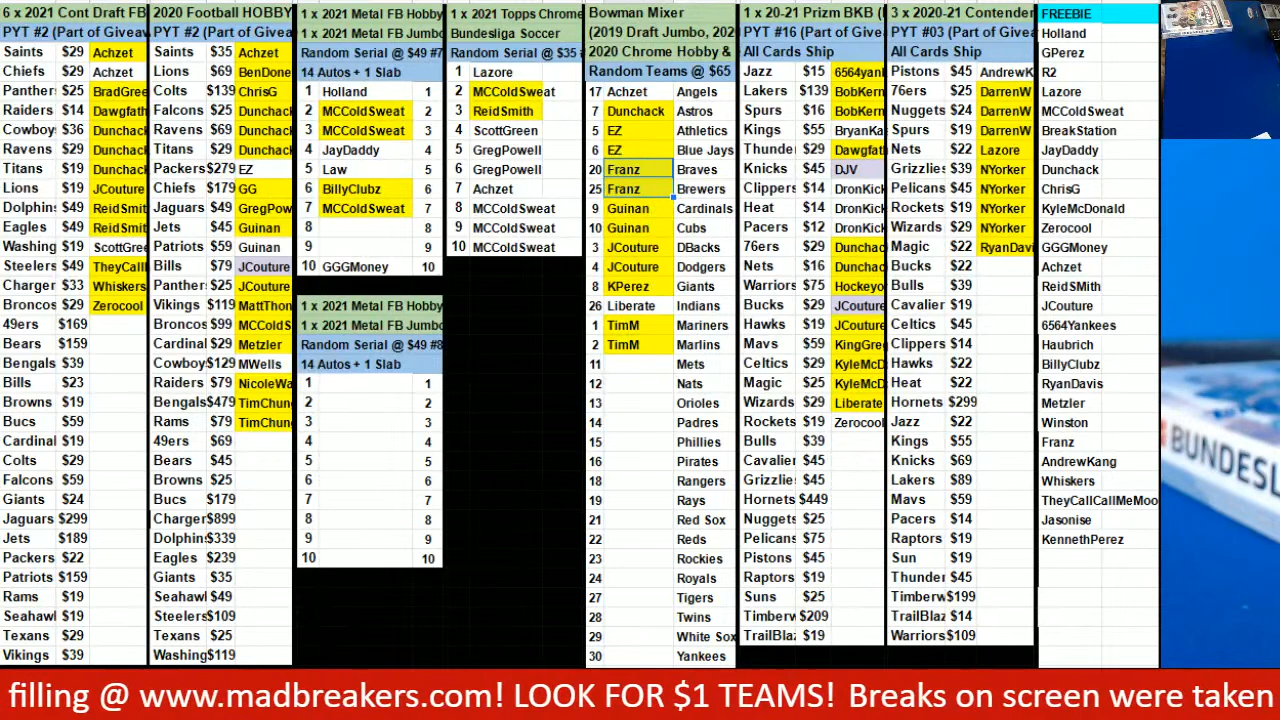 6 x 2021 Cont Draft FB
PYT #2 (Part of Givea
Saints $29 Achzet
Chiefs $29 Achzet
Panthers $25 BradGree
Raiders $14 Dawgfath
Cowboys $36 Dunchack
Ravens $29 Dunchack
Titans $19 Dunchack
Lions $19 JCouture
Dolphins $49 ReidSmit
Eagles $49 ReidSmit
Washing $19 ScottGre
Steelers $49 TheyCall
Charger $33 Whiskers
Broncos $29 Zerocool
49ers $169
Bears $159
Bengals $39
Bills $23
Browns $19
Bucs $59
Cardinal $19
Colts $29
Falcons $59
Giants $24
Jaguars $299
Jets $189
Packers $22
Patriots $159
Rams $19
Seahawl $19
Texans $29
Vikings $39
2020 Football HOBBY
PYT #2 (Part of Givea
Saints $35 Achzet
Lions $69 BenDone
Colts $139 ChrisG
Falcons $25 Dunchack
Ravens $69 Dunchack
Titans $29 Dunchack
Packers $279 EZ
Chiefs $179 GG
Jaguars $49 GregPow
Jets $45 Guinan
Patriots $59 Guinan
Bills $79 JCouture
Panthers $25 JCouture
Vikings $119 MattThon
Broncos $99 MCColdS
Cardinal $29 Metzler
Cowboy $129 MWells
Raiders $79 NicoleWa
Bengals $479 TimChung
Rams $79 TimChung
49ers $69
Bears $45
Browns $25
Bucs $179
Charger $899
Dolphins $339
Eagles $239
Giants $35
Seahawl $49
Steelers $109
Texans $25
Washing $119
1 x 2021 Metal FB Hobby
1 x 2021 Metal FB Jumbo
Random Serial @ $49 #7
14 Autos + 1 Slab
1 Holland 1
2 MCColdSweat 2
3 MCColdSweat 3
4 JayDaddy 4
5 Law 5
6 BillyClubz 6
7 MCColdSweat 7
8 8
9 9
10 GGGMoney 10
1 x 2021 Metal FB Hobby
1 x 2021 Metal FB Jumbo
Random Serial @ $49 #8
14 Autos + 1 Slab
1 1
2 2
3 3
4 4
5 5
6 6
7 7
8 8
9 9
10 10
1 x 2021 Topps Chrome
Bundesliga Soccer
Random Serial @ $35 #
1 Lazore
2 MCColdSweat
3 ReidSmith
4 ScottGreen
5 GregPowell
6 GregPowell
7 Achzet
8 MCColdSweat
9 MCColdSweat
10 MCColdSweat
Bowman Mixer
(2019 Draft Jumbo, 202
2020 Chrome Hobby &
Random Teams @ $65
17 Achzet Angels
7 Dunchack Astros
5 EZ Athletics
6 EZ Blue Jays
20 Franz Braves
25 Franz Brewers
9 Guinan Cardinals
10 Guinan Cubs
3 JCouture DBacks
4 JCouture Dodgers
8 KPerez Giants
26 Liberate Indians
1 TimM Mariners
2 TimM Marlins
11 Mets
12 Nats
13 Orioles
14 Padres
15 Phillies
16 Pirates
18 Rangers
19 Rays
21 Red Sox
22 Reds
23 Rockies
24 Royals
27 Tigers
28 Twins
29 White Sox
30 Yankees
1 x 20-21 Prizm BKB (
PYT #16 (Part of Givea
All Cards Ship
Jazz $15 6564yan
Lakers $139 BobKern
Spurs $16 BobKern
Kings $55 BryanKa
Thunder $29 Dawgfat
Knicks $45 DJV
Clippers $14 DronKick
Heat $14 DronKick
Pacers $12 DronKick
76ers $29 Dunchac
Nets $16 Dunchac
Warriors $75 Hockeyo
Bucks $29 JCouture
Hawks $19 JCouture
Mavs $59 KingGre
Celtics $29 KyleMcD
Magic $25 KyleMcD
Wizards $29 Liberate
Rockets $19 Zerocool
Bulls $39
Cavalier $45
Grizzlies $45
Hornets $449
Nuggets $25
Pelicans $75
Pistons $45
Raptors $19
Suns $25
Timberw $209
TrailBlaz $19
3 x 2020-21 Contender
PYT #03 (Part of Givea
All Cards Ship
Pistons $45 AndrewK
76ers $25 DarrenW
Nuggets $24 DarrenW
Spurs $19 DarrenW
Nets $22 Lazore
Grizzlies $39 NYorker
Pelicans $45 NYorker
Rockets $19 NYorker
Wizards $29 NYorker
Magic $22 RyanDavi
Bucks $22
Bulls $39
Cavalier $19
Celtics $45
Clippers $14
Hawks $22
Heat $22
Hornets $299
Jazz $22
Kings $55
Knicks $69
Lakers $89
Mavs $59
Pacers $14
Raptors $19
Sun $19
Thunder $45
Timberw $199
TrailBlaz $14
Warriors $109
FREEBIE
Holland
GPerez
R2
Lazore
MCColdSweat
BreakStation
JayDaddy
Dunchack
ChrisG
KyleMcDonald
Zerocool
GGGMoney
Achzet
ReidSMith
JCouture
6564Yankees
Haubrich
BillyClubz
RyanDavis
Metzler
Winston
Franz
AndrewKang
Whiskers
TheyCallCallMeMoo
Jasonise
KennethPerez
BUNDESL
filling @ www.madbreakers.com! LOOK FOR $1 TEAMS! Breaks on screen were taken